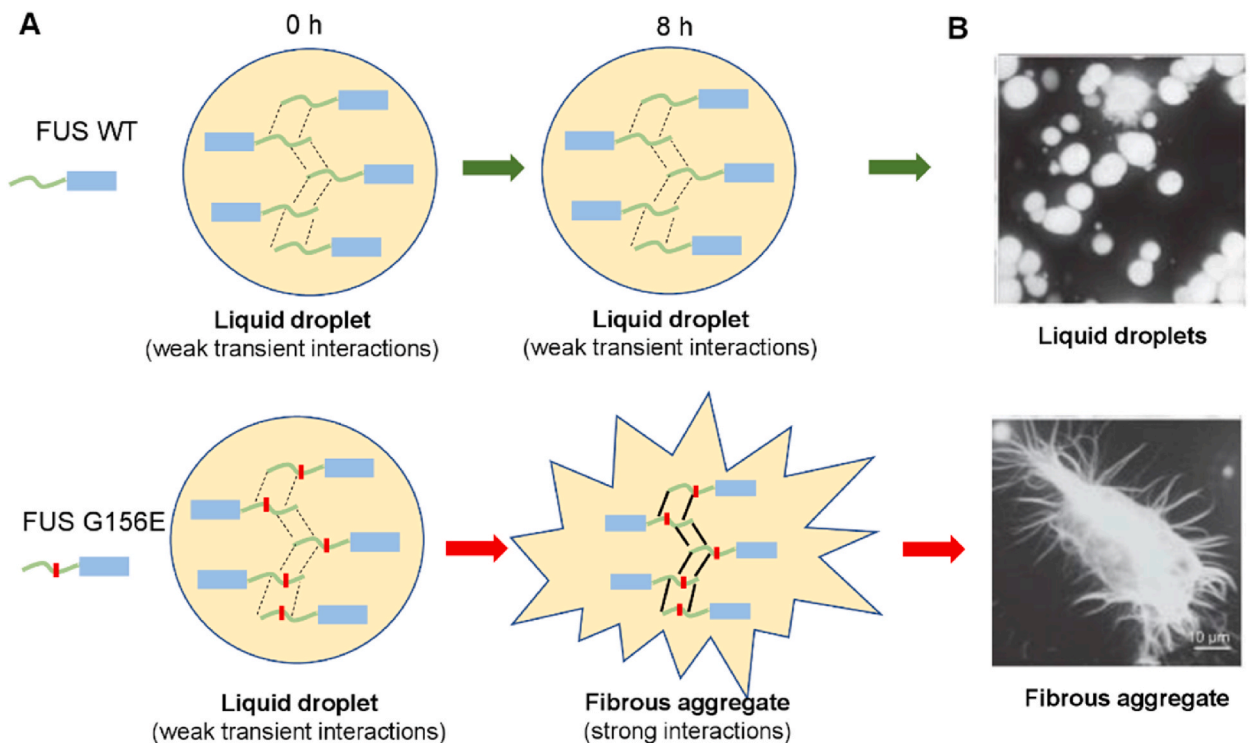 A
0 h
8 h
B
FUS WT
Liquid droplet
(weak transient interactions)
Liquid droplet
(weak transient interactions)
Liquid droplets
FUS G156E
10 µm
Liquid droplet
(weak transient interactions)
Fibrous aggregate
(strong interactions)
Fibrous aggregate